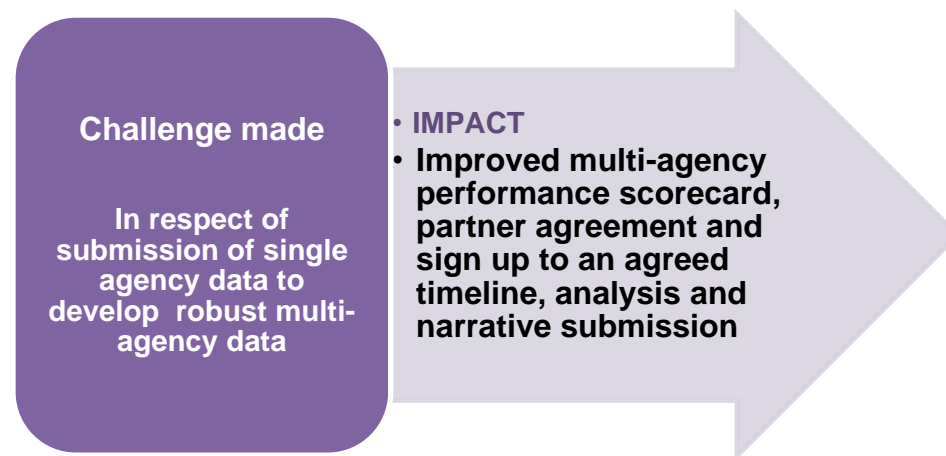 Challenge made
In respect of
submission of single
agency data to
develop robust multi-
agency data
• IMPACT
• Improved multi-agency
performance scorecard,
partner agreement and
sign up to an agreed
timeline, analysis and
narrative submission